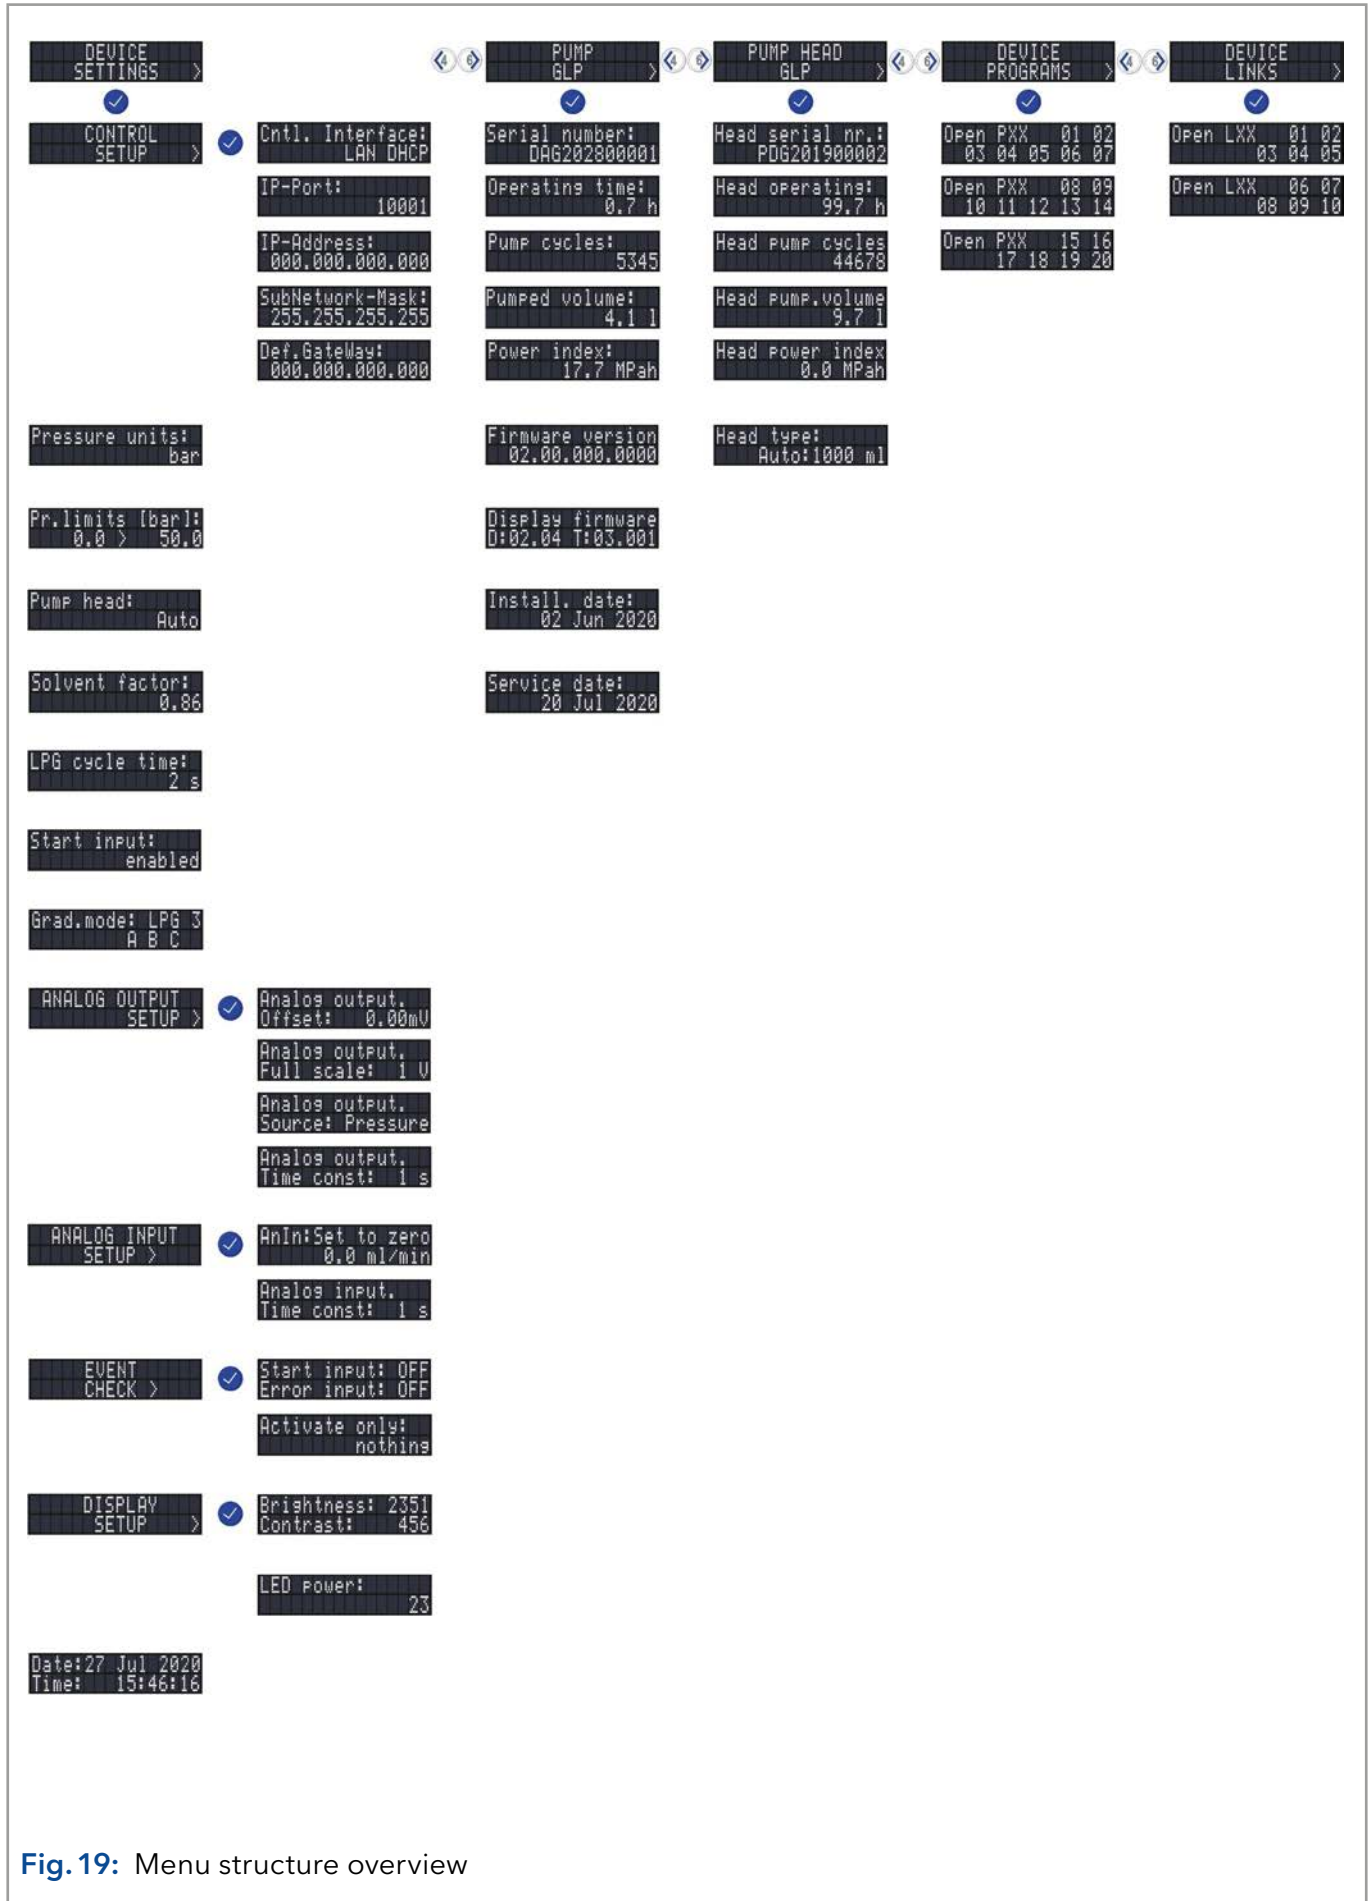 DEVICE
SETTINGS >
4 6
PUMP
GLP >
4 6
PUMP HEAD
GLP >
4 6
DEVICE
PROGRAMS >
4 6
DEVICE
LINKS >
CONTROL
SETUP >
Cntl. Interface:
LAN DHCP
IP-Port:
10001
IP-Address:
000.000.000.000
SubNetwork-Mask:
255.255.255.255
Def.GateWay:
000.000.000.000
Serial number:
DAG202800001
Operating time:
0.7 h
Pump cycles:
5345
Pumped volume:
4.1 l
Power index:
17.7 MPah
Firmware version
02.00.000.0000
Display firmware
D:02.04 T:03.001
Install. date:
02 Jun 2020
Service date:
20 Jul 2020
Head serial nr.:
PDG201900002
Head operating:
99.7 h
Head pump cycles
44678
Head pump.volume
9.7 l
Head power index
0.0 MPah
Head type:
Auto:1000 ml
Open PXX 01 02
03 04 05 06 07
Open PXX 08 09
10 11 12 13 14
Open PXX 15 16
17 18 19 20
Open LXX 01 02
03 04 05
Open LXX 06 07
08 09 10
Pressure units:
bar
Pr.limits [bar]:
0.0 > 50.0
Pump head:
Auto
Solvent factor:
0.86
LPG cycle time:
2 s
Start input:
enabled
Grad.mode: LPG 3
A B C
ANALOG OUTPUT
SETUP >
Analog output.
Offset: 0.00mV
Analog output.
Full scale: 1 V
Analog output.
Source: Pressure
Analog output.
Time const: 1 s
ANALOG INPUT
SETUP >
AnIn:Set to zero
0.0 ml/min
Analog input.
Time const: 1 s
EVENT
CHECK >
Start input: OFF
Error input: OFF
Activate only:
nothing
DISPLAY
SETUP >
Brightness: 2351
Contrast: 456
LED power:
23
Date:27 Jul 2020
Time: 15:46:16
Fig. 19: Menu structure overview